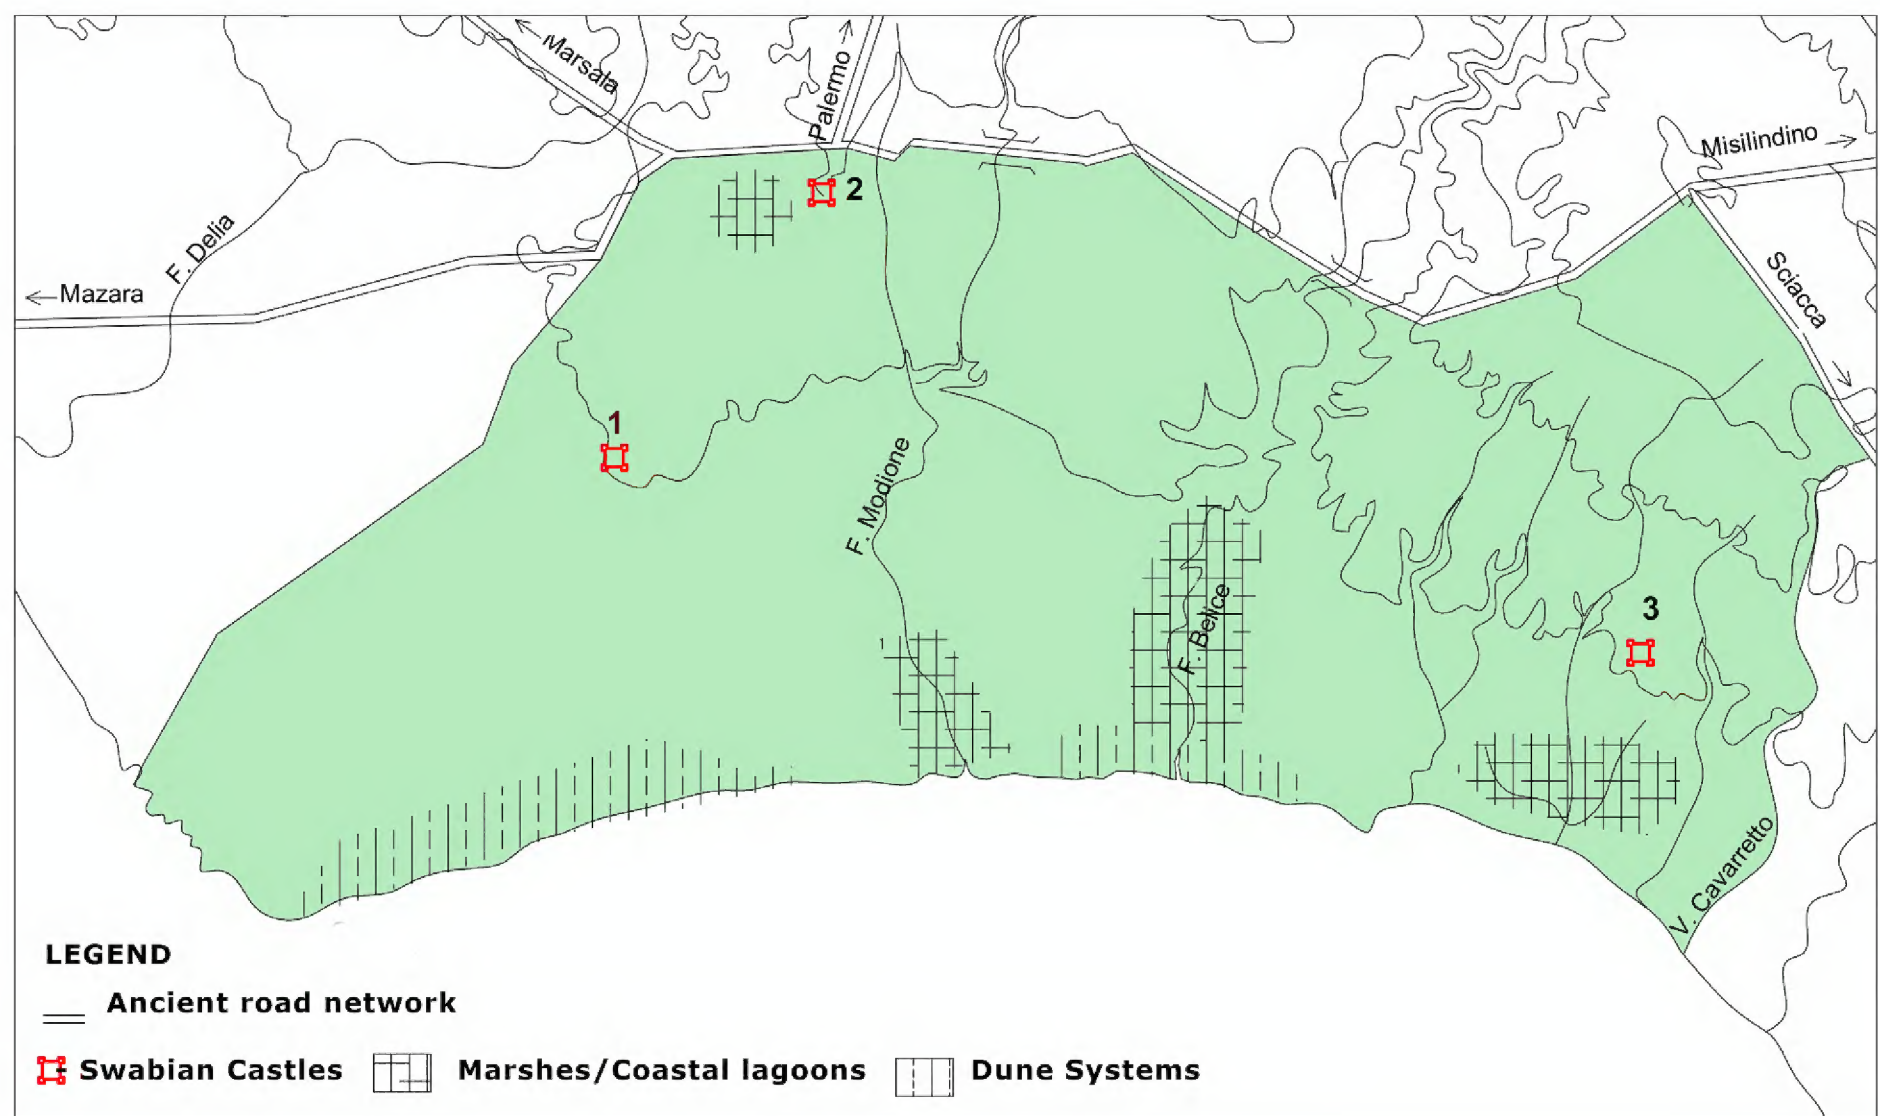 Marsala
Palermo
Misilindino
F. Delia
2
Mazara
Sciacca
1
F. Modione
F. Belice
3
V. Cavarretto
LEGEND
Ancient road network
Swabian Castles
Marshes/Coastal lagoons
Dune Systems